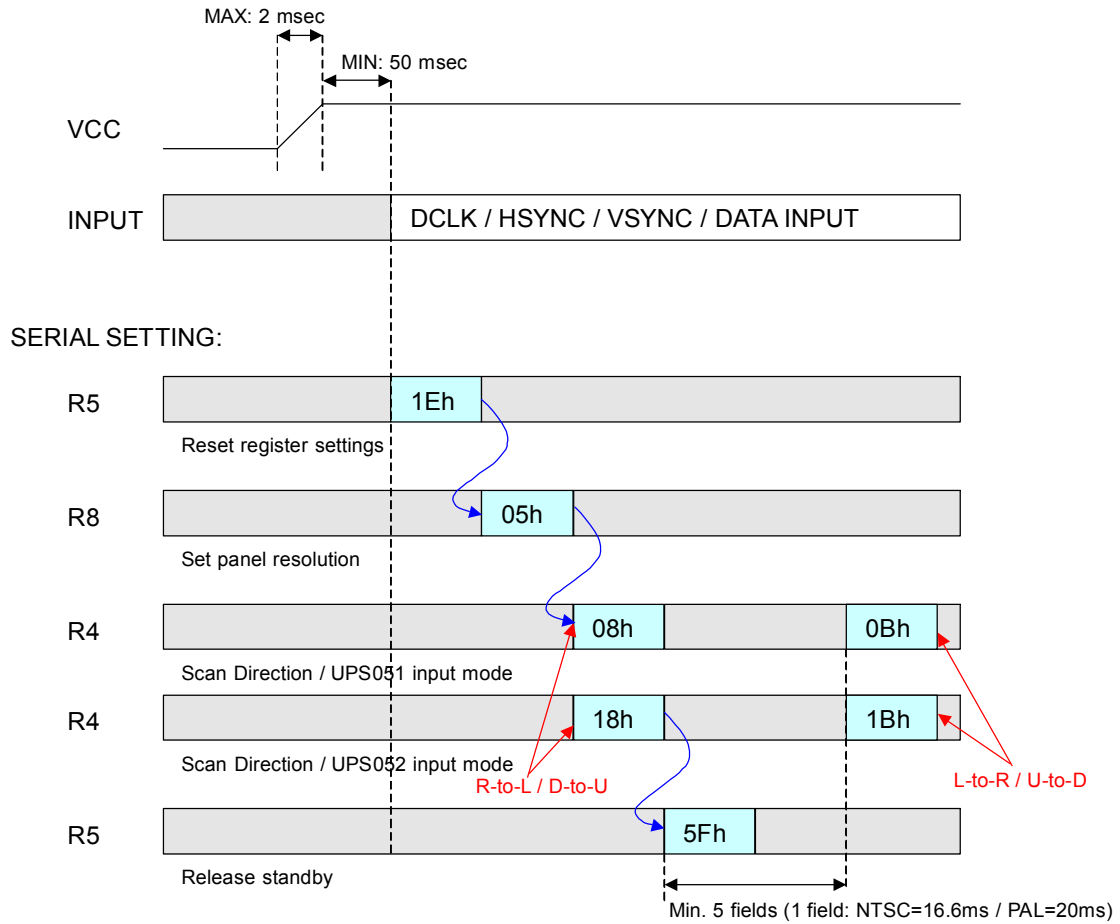 MAX: 2 msec
MIN: 50 msec
VCC
INPUT
DCLK / HSYNC / VSYNC / DATA INPUT
SERIAL SETTING:
R5
1Eh
Reset register settings
R8
05h
Set panel resolution
R4
08h
0Bh
Scan Direction / UPS051 input mode
R4
18h
1Bh
Scan Direction / UPS052 input mode
R-to-L / D-to-U
L-to-R / U-to-D
R5
5Fh
Release standby
Min. 5 fields (1 field: NTSC=16.6ms / PAL=20ms)